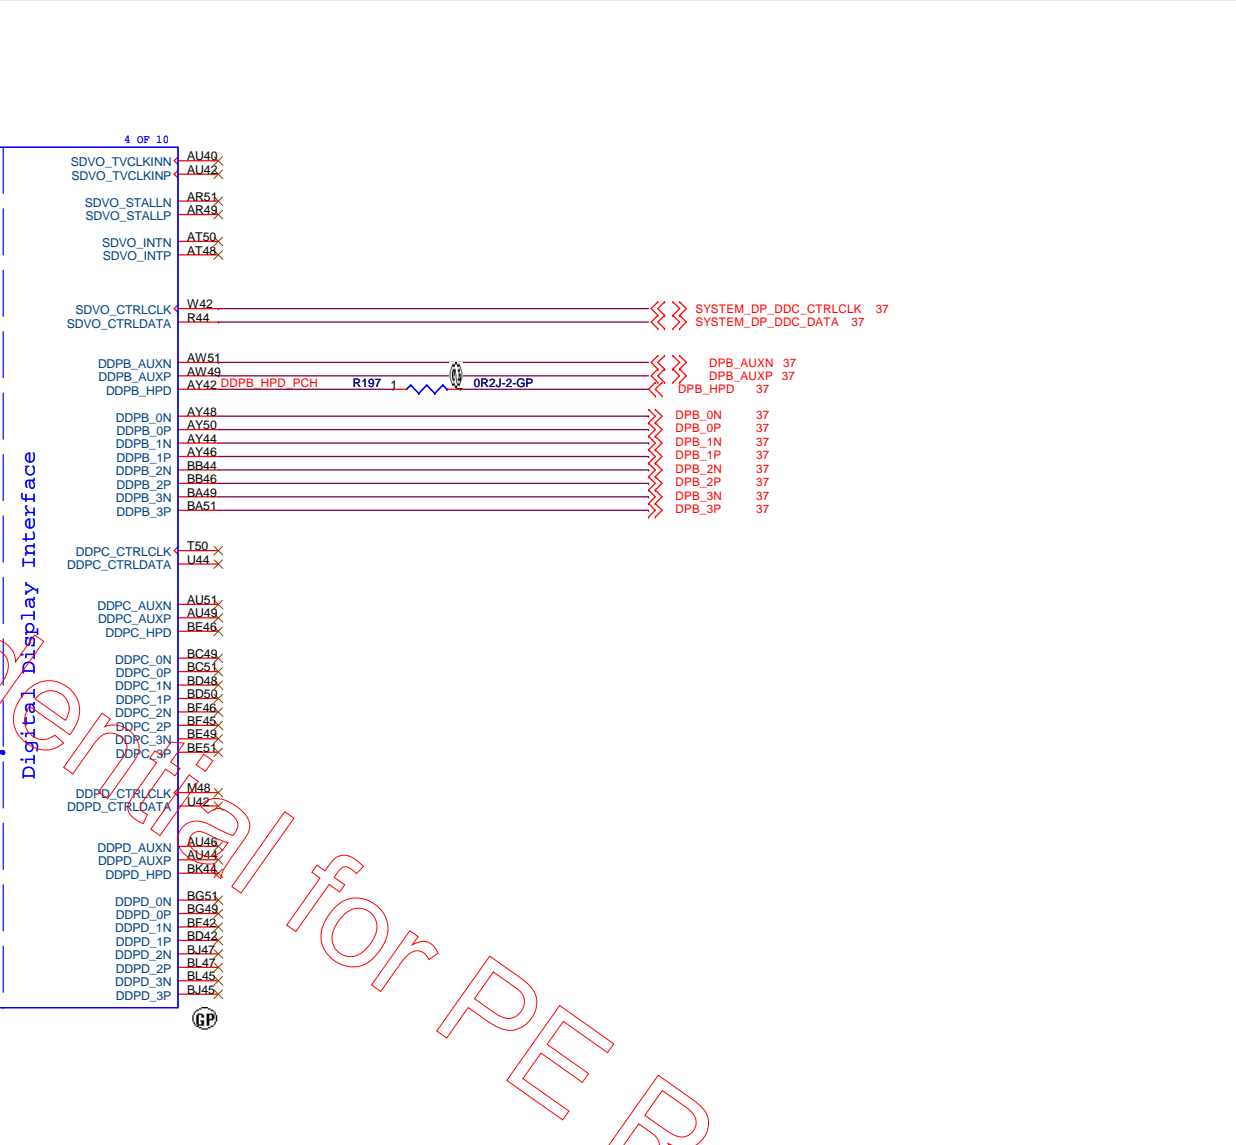 4 OF 10
SDVO_TVCLKINN AU40
SDVO_TVCLKINP AU42
SDVO_STALLN AR51
SDVO_STALLP AR49
SDVO_INTN AT50
SDVO_INTP AT48
SDVO_CTRLCLK W42 SYSTEM_DP_DDC_CTRLCLK 37
SDVO_CTRLDATA R44 SYSTEM_DP_DDC_DATA 37
DDPB_AUXN AW51 DPB_AUXN 37
DDPB_AUXP AW49 DPB_AUXP 37
DDPB_HPD AY42 DDPB_HPD_PCH R197 1 0R2J-2-GP DPB_HPD 37
DDPB_0N AY48 DPB_0N 37
DDPB_0P AY50 DPB_0P 37
DDPB_1N AY44 DPB_1N 37
DDPB_1P AY46 DPB_1P 37
DDPB_2N BB44 DPB_2N 37
DDPB_2P BB46 DPB_2P 37
DDPB_3N BA49 DPB_3N 37
DDPB_3P BA51 DPB_3P 37
Digital Display Interface
DDPC_CTRLCLK T50
DDPC_CTRLDATA U44
DDPC_AUXN AU51
DDPC_AUXP AU49
DDPC_HPD BE46
DDPC_0N BC49
DDPC_0P BC51
DDPC_1N BD48
DDPC_1P BD50
DDPC_2N BF46
DDPC_2P BF45
DDPC_3N BE49
DDPC_3P BE51
DDPD_CTRLCLK M48
DDPD_CTRLDATA U42
DDPD_AUXN AU46
DDPD_AUXP AU44
DDPD_HPD BK44
DDPD_0N BG51
DDPD_0P BG49
DDPD_1N BF42
DDPD_1P BD42
DDPD_2N BJ47
DDPD_2P BL47
DDPD_3N BL45
DDPD_3P BJ45
GP
ential for PE R